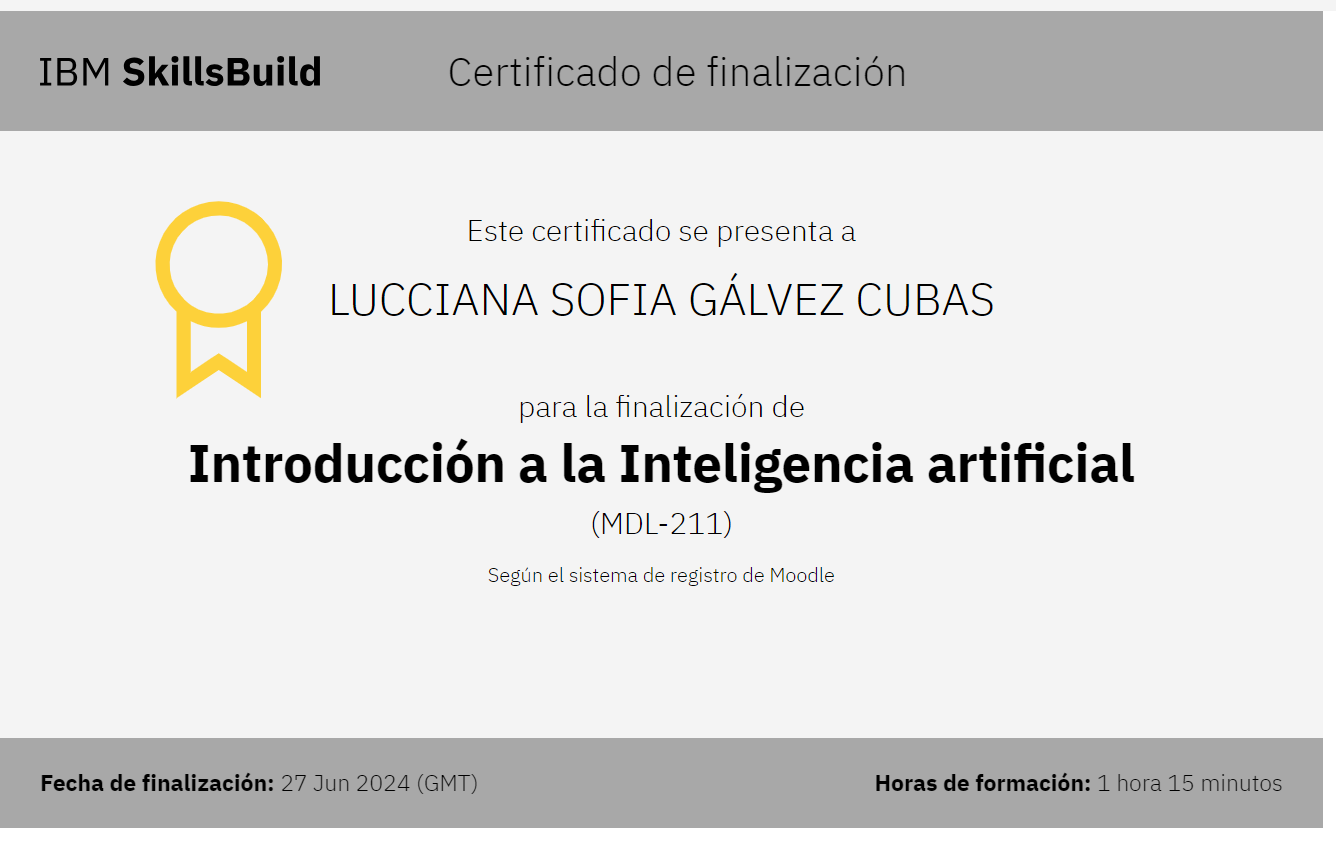 IBM SkillsBuild Certificado de finalización
Este certificado se presenta a
LUCCIANA SOFIA GÁLVEZ CUBAS
para la finalización de
Introducción a la Inteligencia artificial
(MDL-211)
Según el sistema de registro de Moodle
Fecha de finalización: 27 Jun 2024 (GMT) Horas de formación: 1 hora 15 minutos